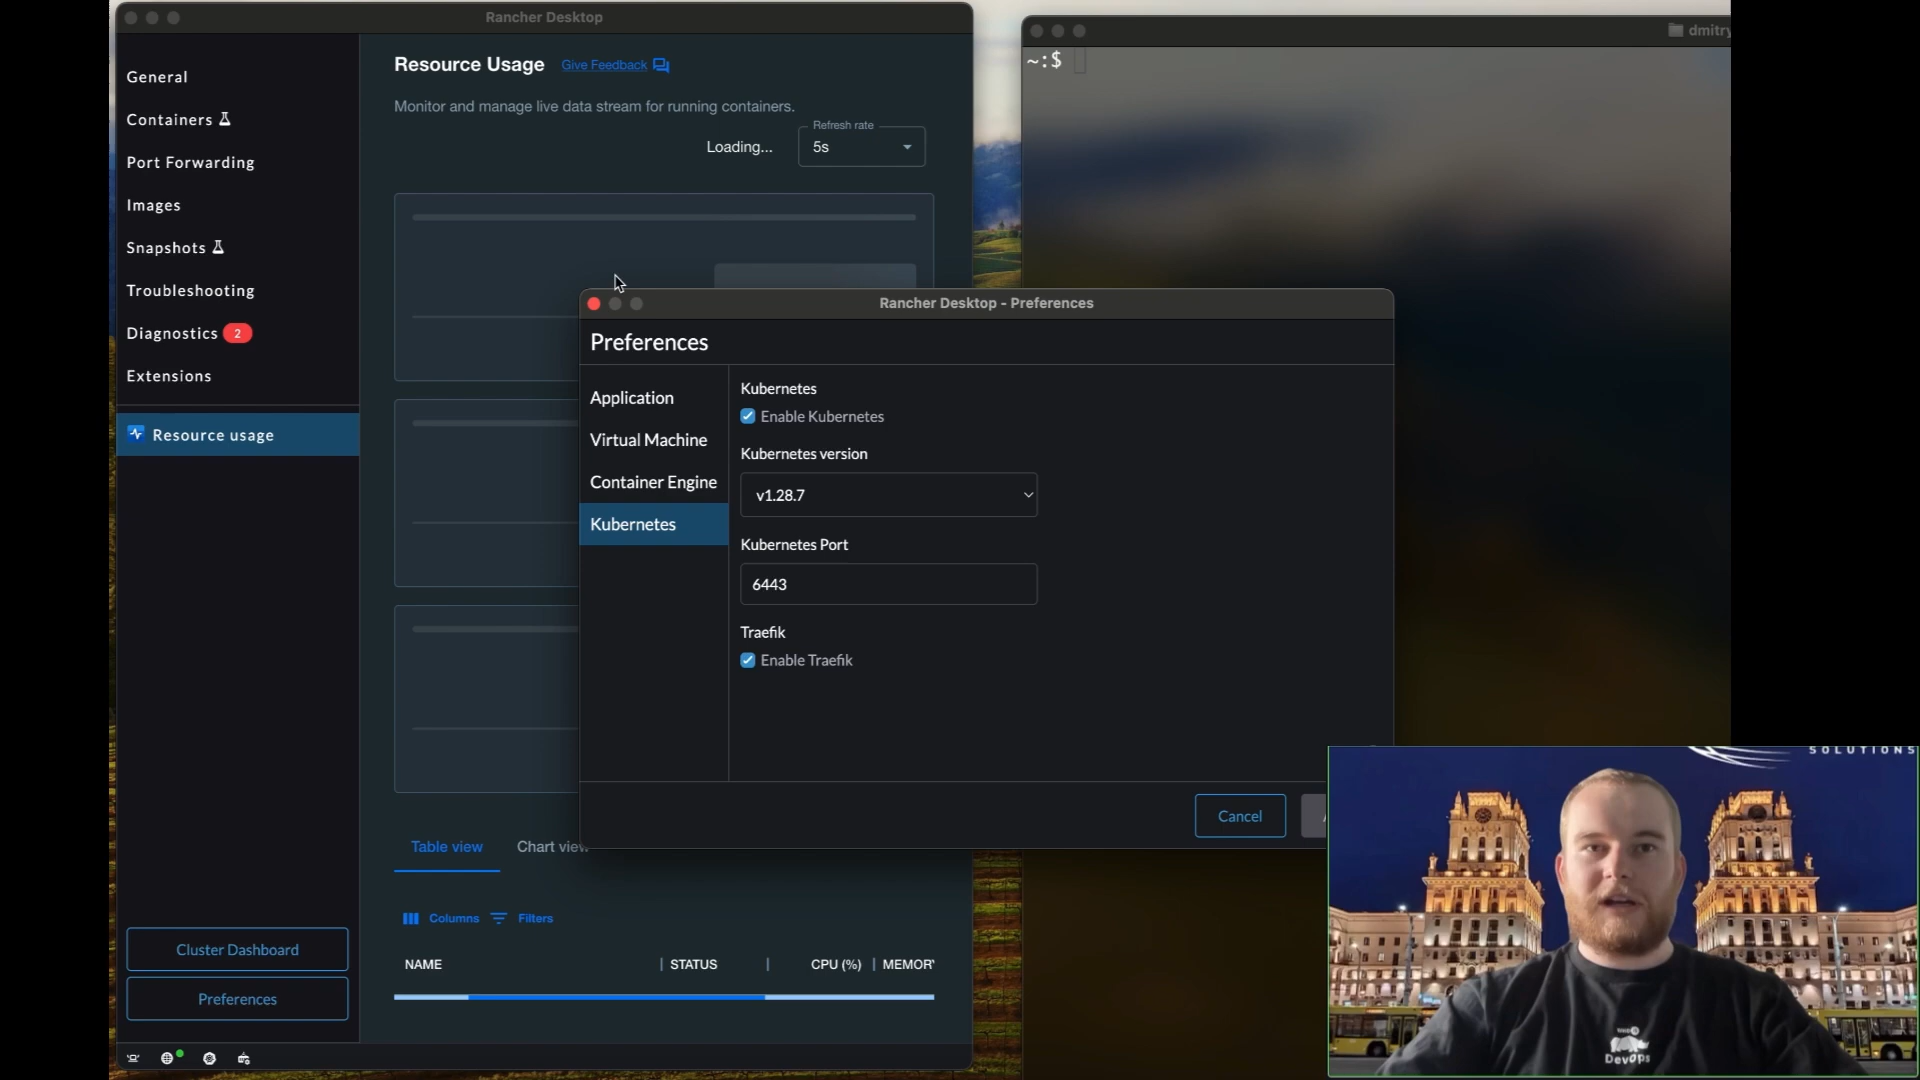 Rancher Desktop
General
Containers
Port Forwarding
Images
Snapshots
Troubleshooting
Diagnostics 2
Extensions
Resource usage
Cluster Dashboard
Preferences
Resource Usage Give Feedback
Monitor and manage live data stream for running containers.
Loading...
Refresh rate
5s
Table view Chart view
Columns Filters
NAME STATUS CPU (%) MEMORY
Rancher Desktop - Preferences
Preferences
Application
Virtual Machine
Container Engine
Kubernetes
Kubernetes
Enable Kubernetes
Kubernetes version
v1.28.7
Kubernetes Port
6443
Traefik
Enable Traefik
Cancel
dmitry
~:$
SOLUTIONS
DevOps